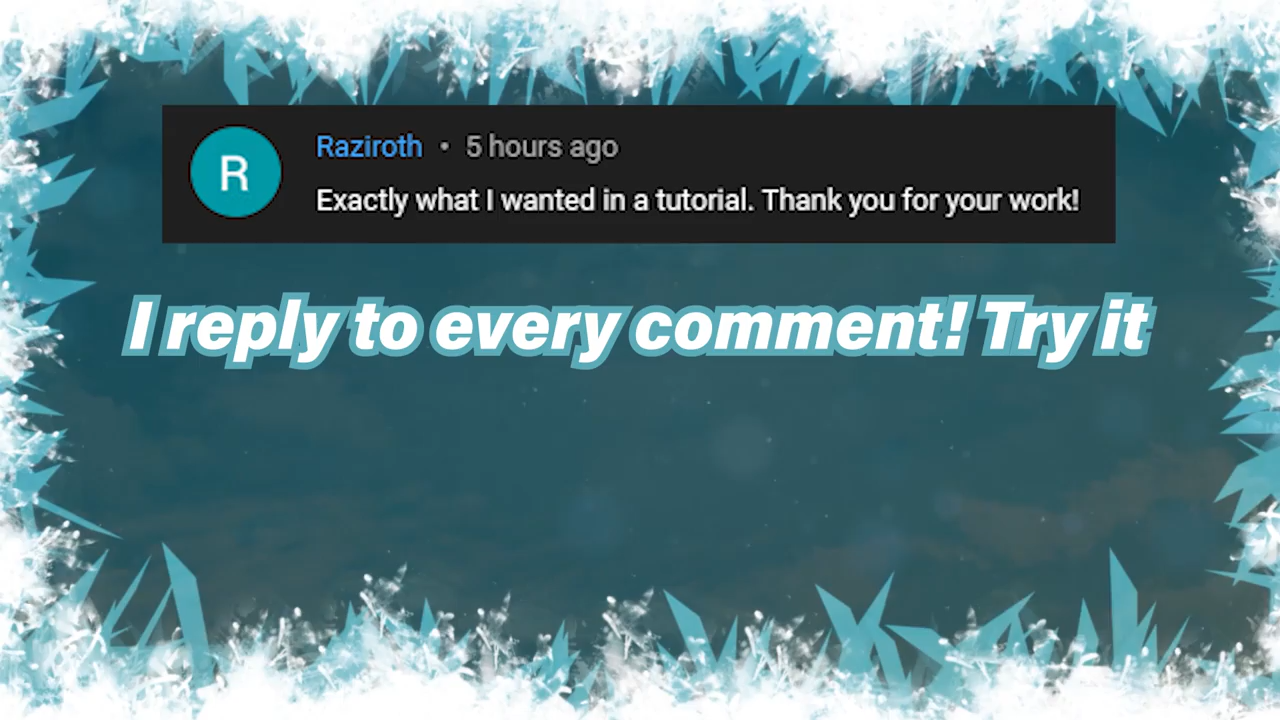 R
Raziroth • 5 hours ago
Exactly what I wanted in a tutorial. Thank you for your work!
I reply to every comment! Try it